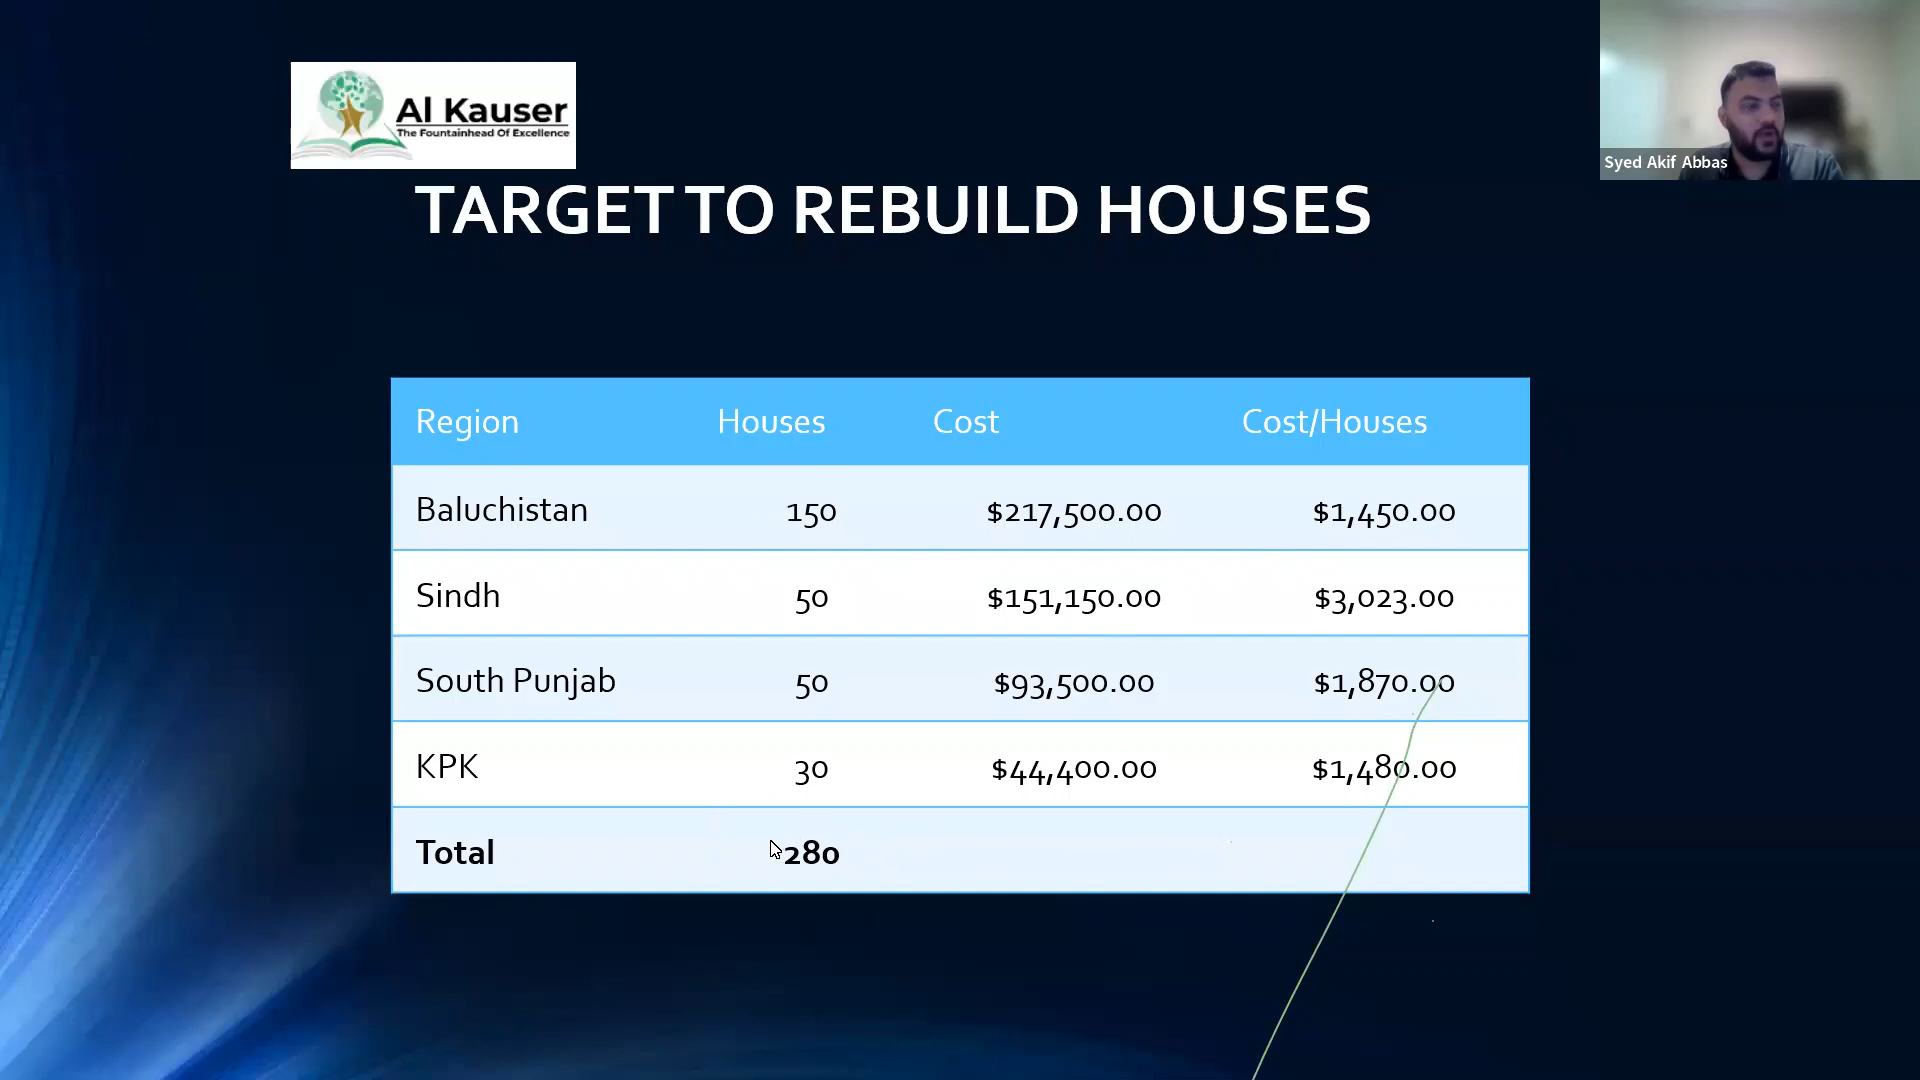 Al Kauser
The Fountainhead Of Excellence
Syed Akif Abbas
TARGET TO REBUILD HOUSES
Region Houses Cost Cost/Houses
Baluchistan 150 $217,500.00 $1,450.00
Sindh 50 $151,150.00 $3,023.00
South Punjab 50 $93,500.00 $1,870.00
KPK 30 $44,400.00 $1,480.00
Total 280